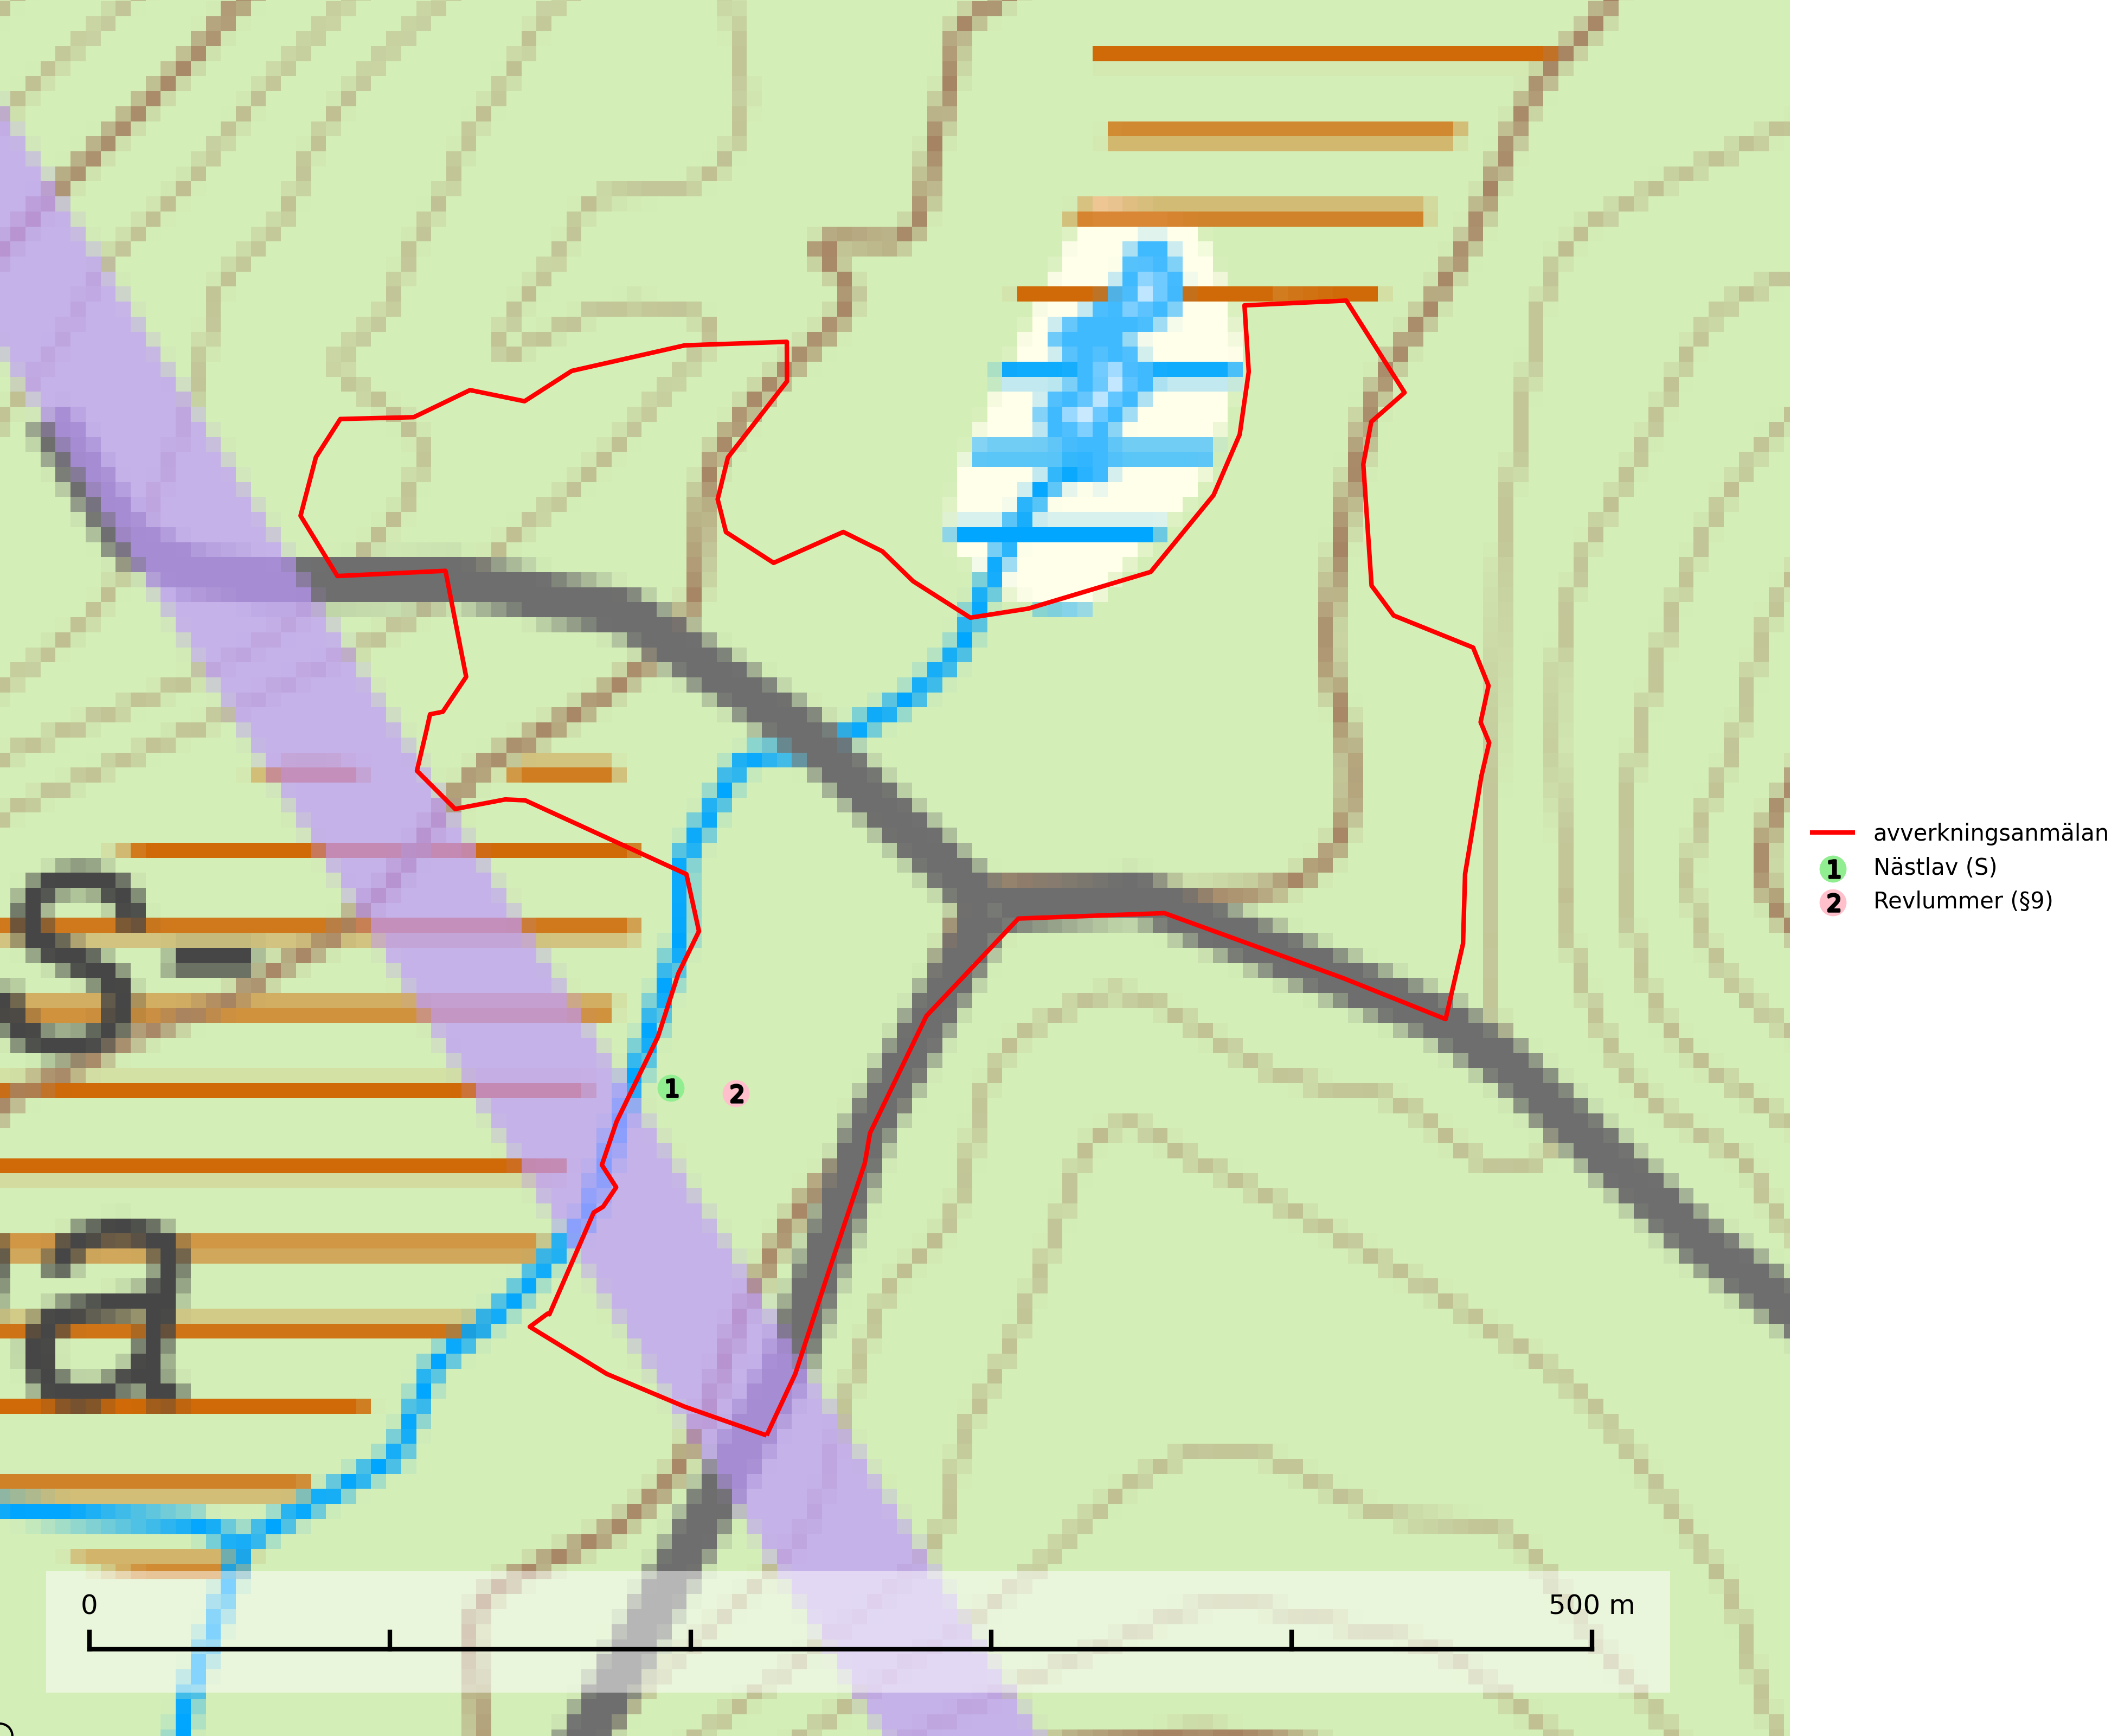 s-
a
0
500 m
avverkningsanmälan
1 Nästlav (S)
2 Revlummer (§9)
1
2